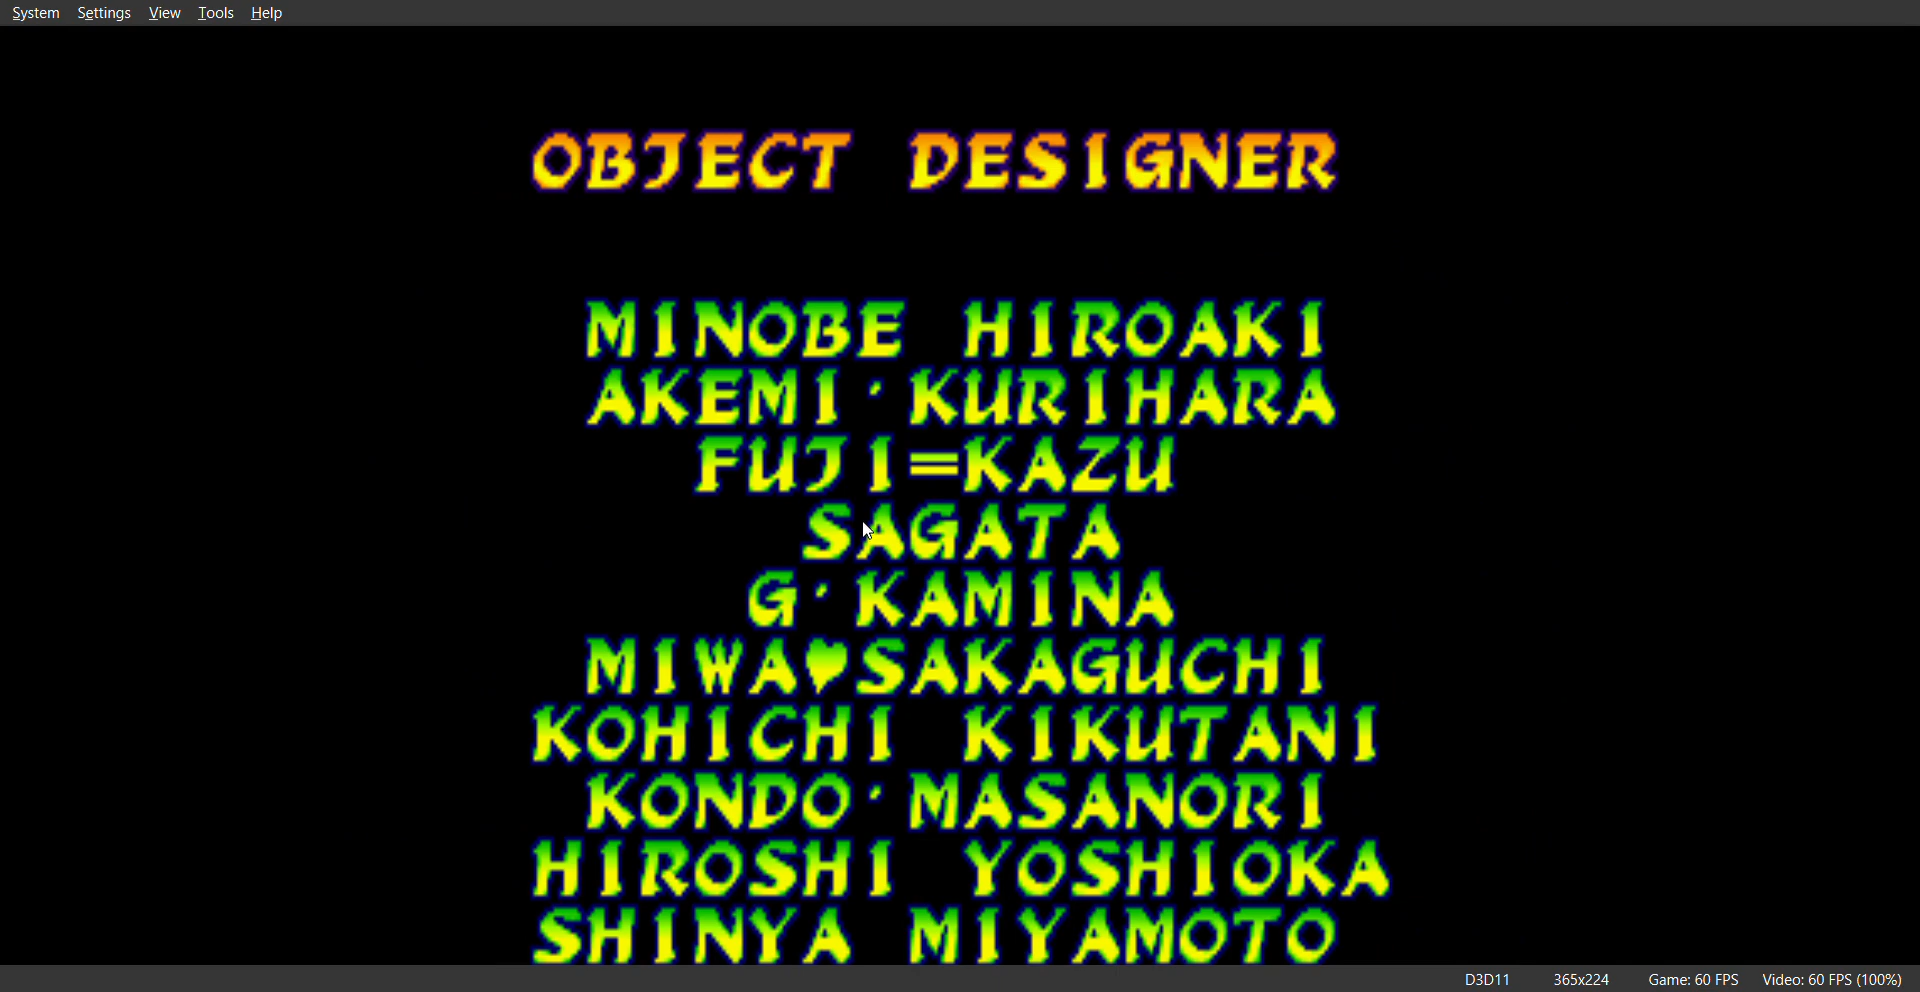 System Settings View Tools Help
OBJECT DESIGNER
MINOBE HIROAKI
AKEMI'KURIHARA
FUJI=KAZU
SAGATA
G'KAMINA
MIWA♥SAKAGUCHI
KOHICHI KIKUTANI
KONDO'MASANORI
HIROSHI YOSHIOKA
SHINYA MIYAMOTO
D3D11 365x224 Game: 60 FPS Video: 60 FPS (100%)